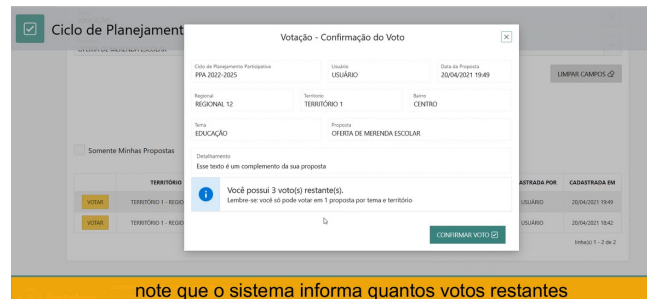 Ciclo de Planejament
Votação - Confirmação do Voto
Ciclo de Planejamento Participativo
PPA 2022-2025
Usuário
USUÁRIO
Data da Proposta
20/04/2021 19:49
LIMPAR CAMPOS
Regional
REGIONAL 12
Território
TERRITÓRIO 1
Bairro
CENTRO
Tema
EDUCAÇÃO
Proposta
OFERTA DE MERENDA ESCOLAR
Detalhamento
Esse texto é um complemento da sua proposta
Somente Minhas Propostas
Você possui 3 voto(s) restante(s).
Lembre-se: você só pode votar em 1 proposta por tema e território
TERRITÓRIO
ASTRADA POR
CADASTRADA EM
VOTAR
TERRITÓRIO 1 - REGIO
USUÁRIO
20/04/2021 19:49
VOTAR
TERRITÓRIO 1 - REGIO
USUÁRIO
20/04/2021 18:42
CONFIRMAR VOTO
linha(s) 1 - 2 de 2
note que o sistema informa quantos votos restantes